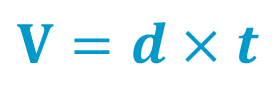 V = d × t